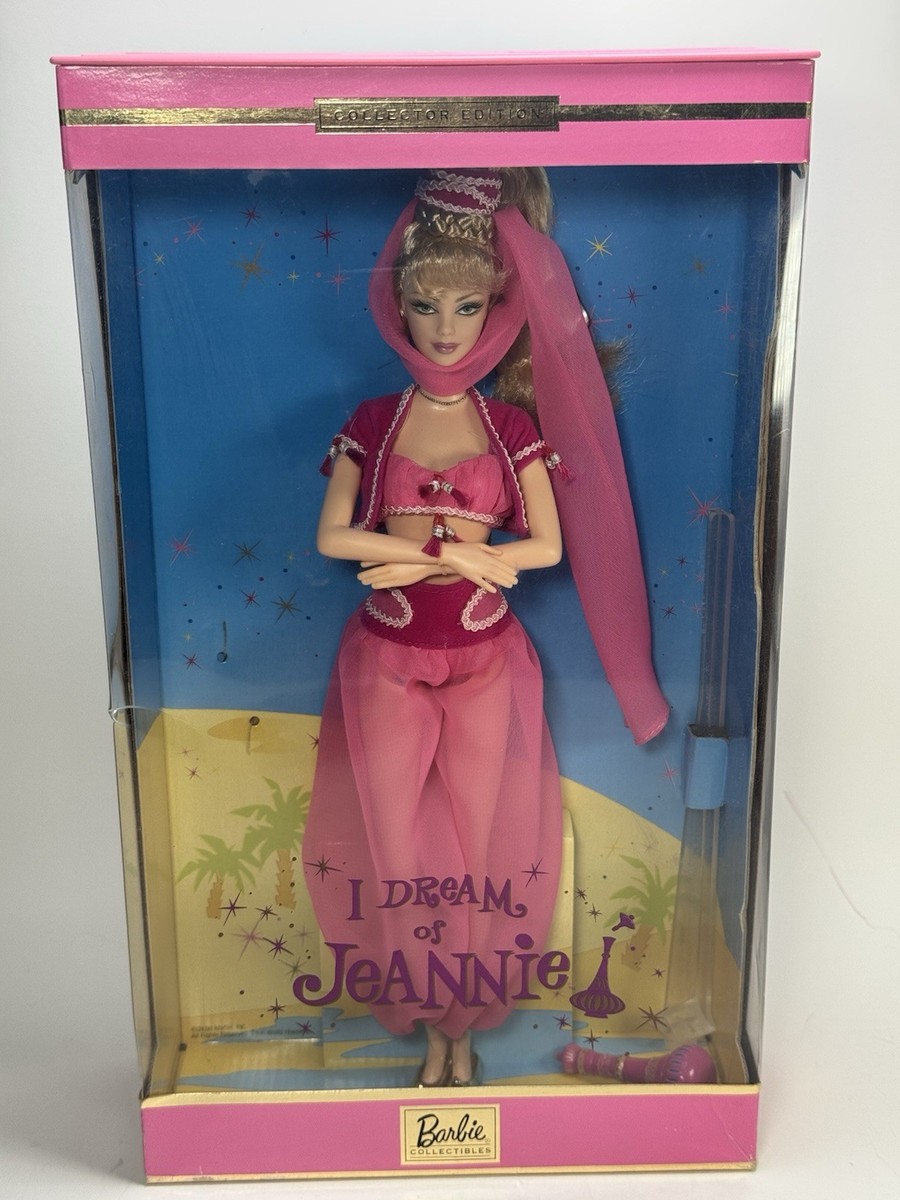 COLLECTOR EDITION
I DREAM
of
JeANNie
Barbie
COLLECTIBLES